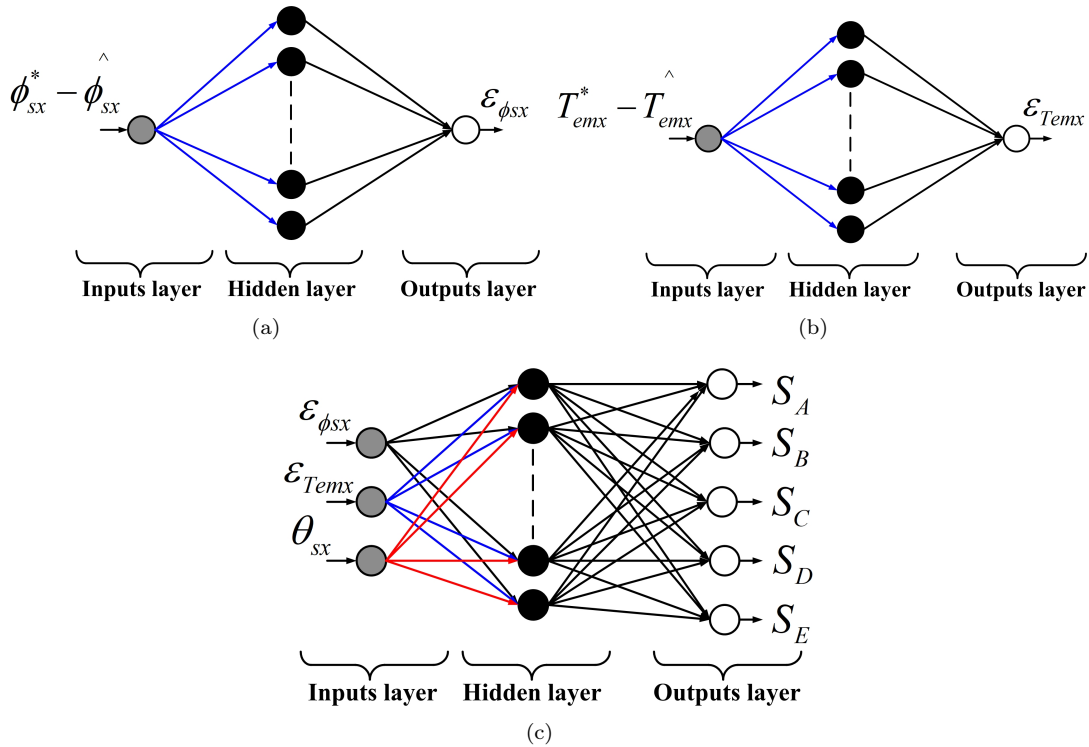 ϕ*sx − ϕ̂sx
εϕsx
Inputs layer Hidden layer Outputs layer
(a)
T*emx − T̂emx
εTemx
Inputs layer Hidden layer Outputs layer
(b)
εϕsx
εTemx
θsx
SA
SB
SC
SD
SE
Inputs layer Hidden layer Outputs layer
(c)